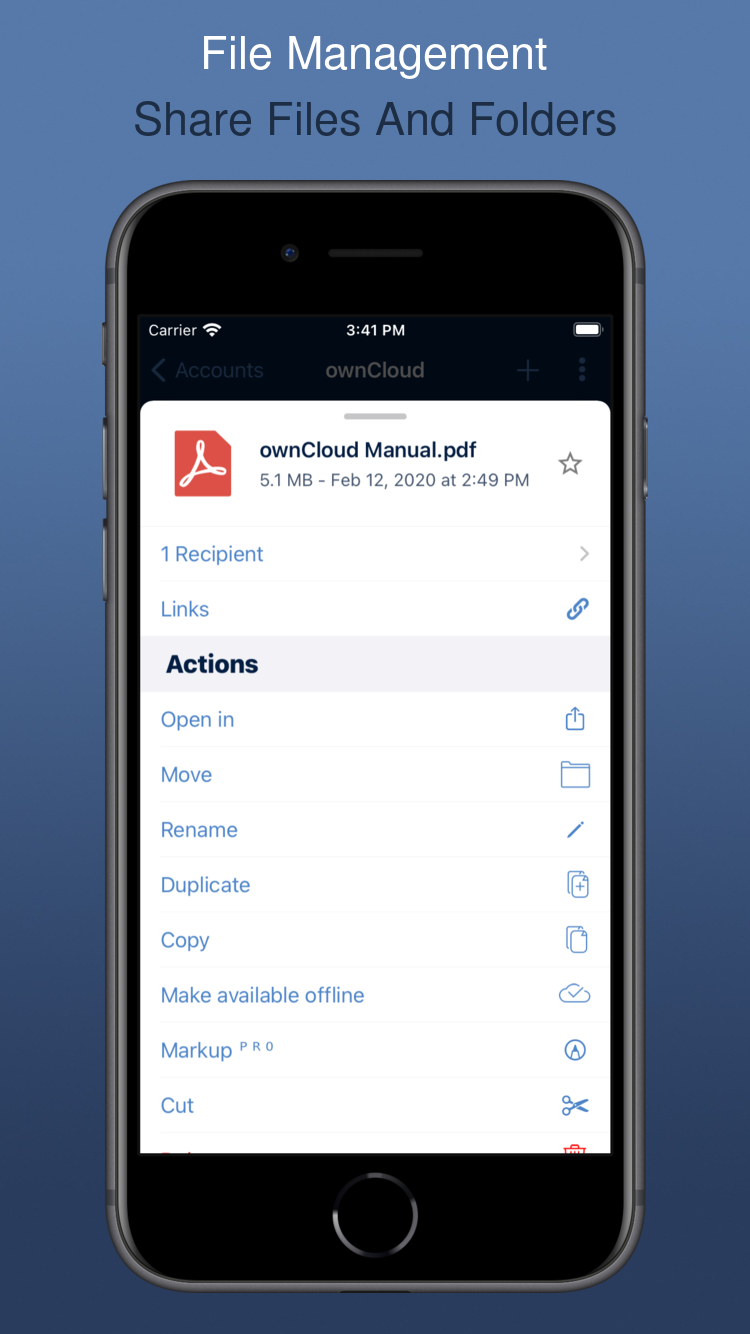 File Management
Share Files And Folders
Carrier 3:41 PM
Accounts ownCloud
ownCloud Manual.pdf
5.1 MB - Feb 12, 2020 at 2:49 PM
1 Recipient
Links
Actions
Open in
Move
Rename
Duplicate
Copy
Make available offline
Markup PRO
Cut